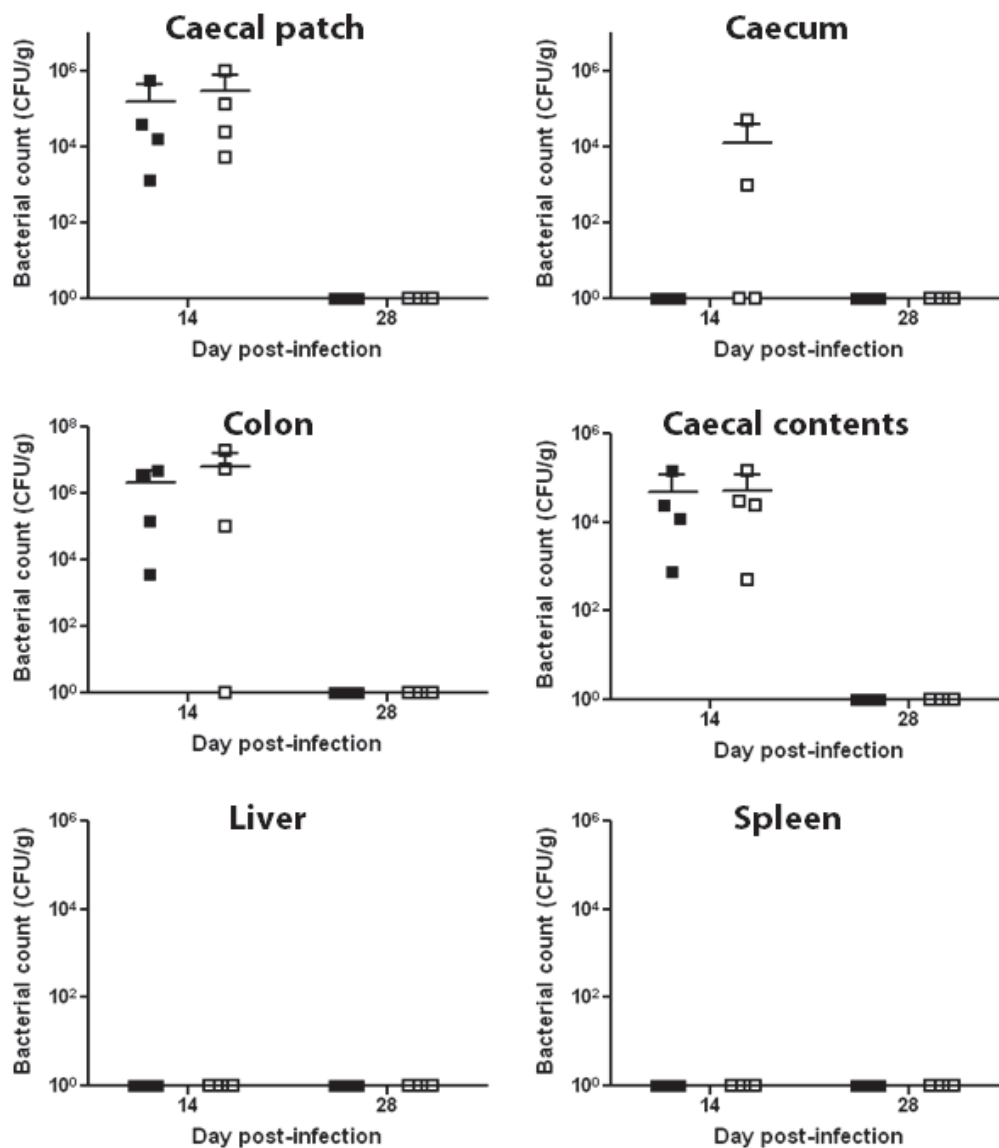 Caecal patch
Bacterial count (CFU/g)
10⁶
10⁴
10²
10⁰
14
28
Day post-infection
Caecum
Bacterial count (CFU/g)
10⁶
10⁴
10²
10⁰
14
28
Day post-infection
Colon
Bacterial count (CFU/g)
10⁸
10⁶
10⁴
10²
10⁰
14
28
Day post-infection
Caecal contents
Bacterial count (CFU/g)
10⁶
10⁴
10²
10⁰
14
28
Day post-infection
Liver
Bacterial count (CFU/g)
10⁶
10⁴
10²
10⁰
14
28
Day post-infection
Spleen
Bacterial count (CFU/g)
10⁶
10⁴
10²
10⁰
14
28
Day post-infection